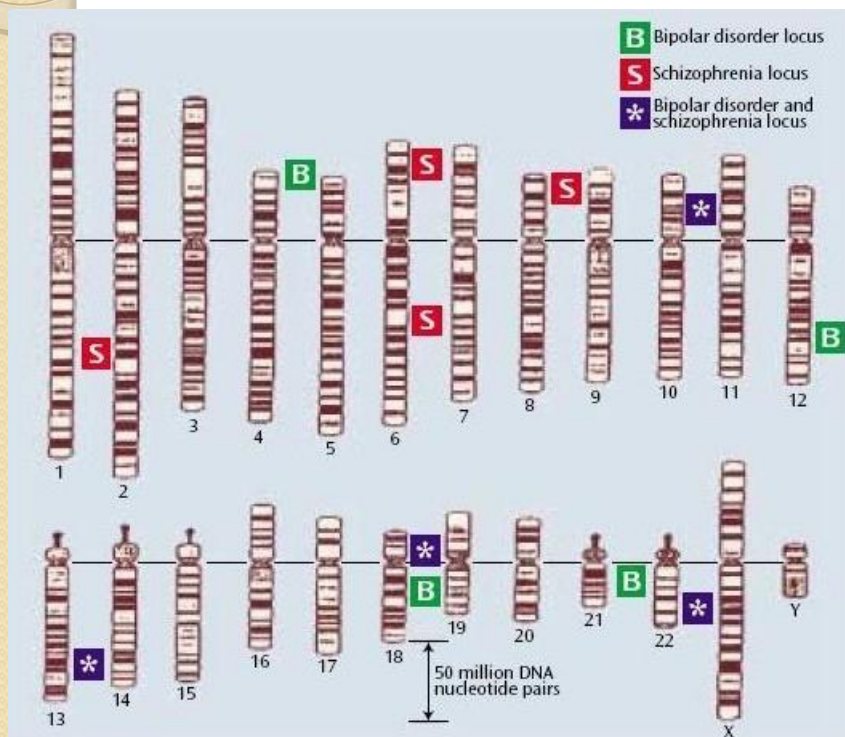 B Bipolar disorder locus
S Schizophrenia locus
* Bipolar disorder and
schizophrenia locus
B
S
S
*
S
B
S
1
2
3
4
5
6
7
8
9
10
11
12
*
B
B
*
*
13
14
15
16
17
18
19
20
21
22
X
Y
50 million DNA
nucleotide pairs